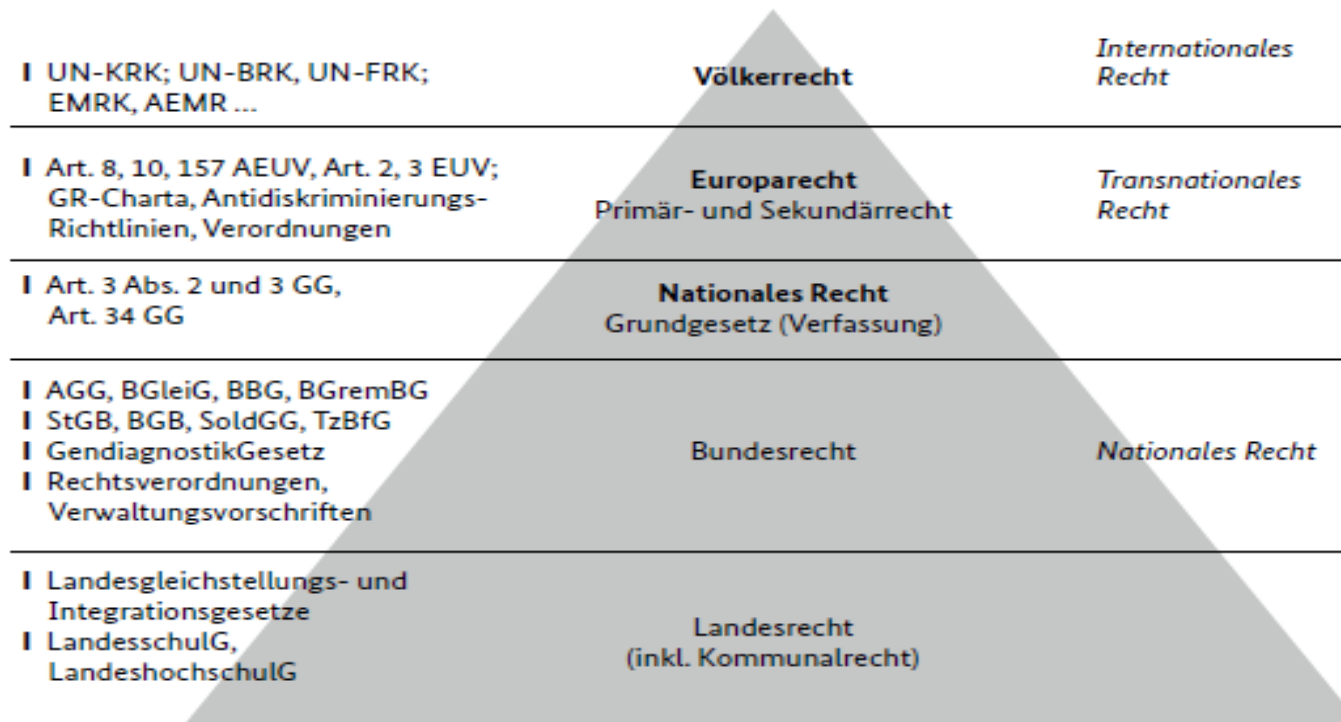 I UN-KRK; UN-BRK, UN-FRK;
EMRK, AEMR ...
Völkerrecht
Internationales
Recht
I Art. 8, 10, 157 AEUV, Art. 2, 3 EUV;
GR-Charta, Antidiskriminierungs-
Richtlinien, Verordnungen
Europarecht
Primär- und Sekundärrecht
Transnationales
Recht
I Art. 3 Abs. 2 und 3 GG,
Art. 34 GG
Nationales Recht
Grundgesetz (Verfassung)
I AGG, BGleiG, BBG, BGremBG
I StGB, BGB, SoldGG, TzBfG
I GendiagnostikGesetz
I Rechtsverordnungen,
Verwaltungsvorschriften
Bundesrecht
Nationales Recht
I Landesgleichstellungs- und
Integrationsgesetze
I LandesschulG,
LandeshochschulG
Landesrecht
(inkl. Kommunalrecht)